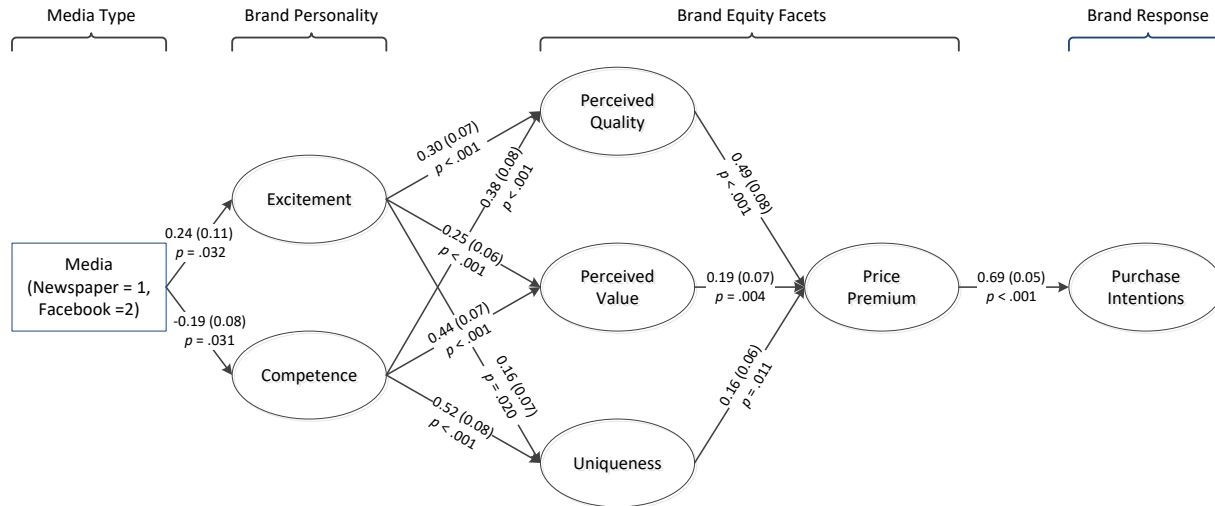 Media Type
Brand Personality
Brand Equity Facets
Brand Response
Perceived
Quality
0.30 (0.07)
p < .001
0.38 (0.08)
p < .001
0.49 (0.08)
p < .001
Excitement
0.24 (0.11)
p = .032
0.25 (0.06)
p < .001
Media
(Newspaper = 1,
Facebook =2)
Perceived
Value
0.19 (0.07)
p = .004
Price
Premium
0.69 (0.05)
p < .001
Purchase
Intentions
-0.19 (0.08)
p = .031
0.44 (0.07)
p < .001
Competence
0.16 (0.07)
p = .020
0.16 (0.06)
p = .011
0.52 (0.08)
p < .001
Uniqueness